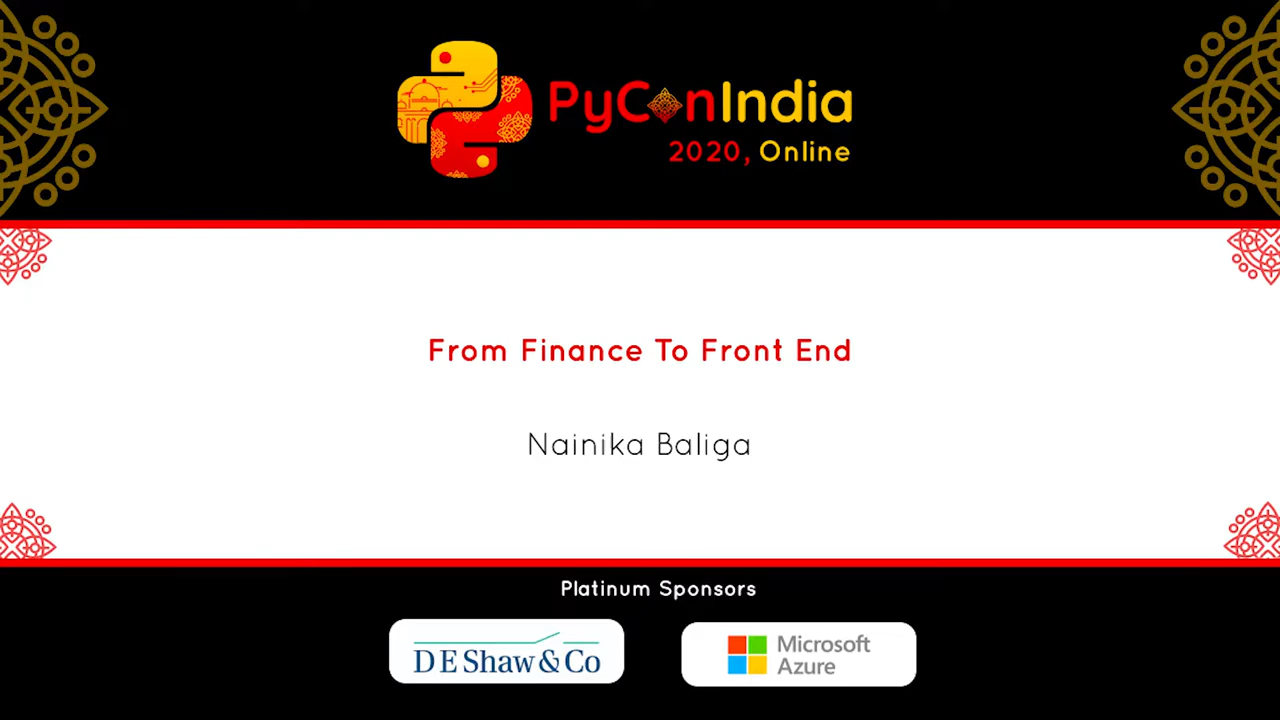 PyConIndia
2020, Online
From Finance To Front End
Nainika Baliga
Platinum Sponsors
D E Shaw & Co
Microsoft
Azure